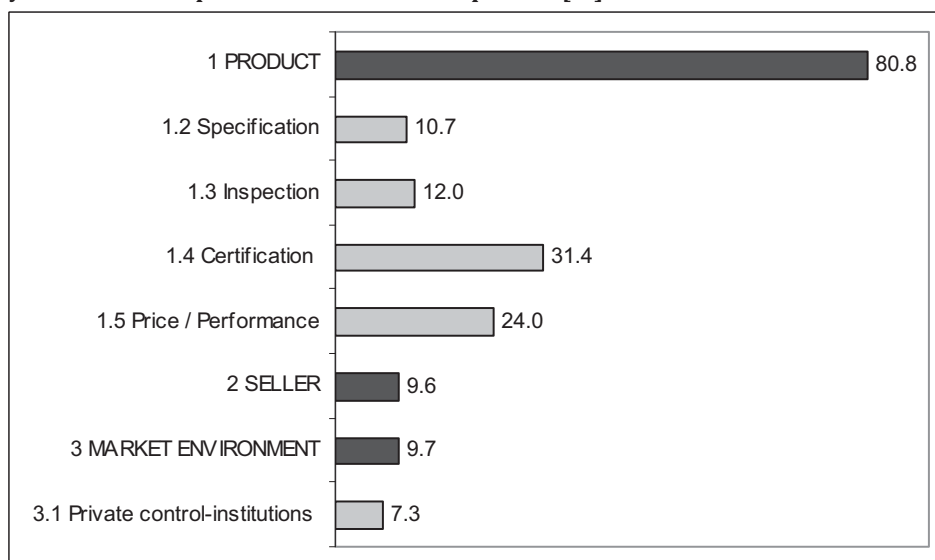 1 PRODUCT 80.8
1.2 Specification 10.7
1.3 Inspection 12.0
1.4 Certification 31.4
1.5 Price / Performance 24.0
2 SELLER 9.6
3 MARKET ENVIRONMENT 9.7
3.1 Private control-institutions 7.3